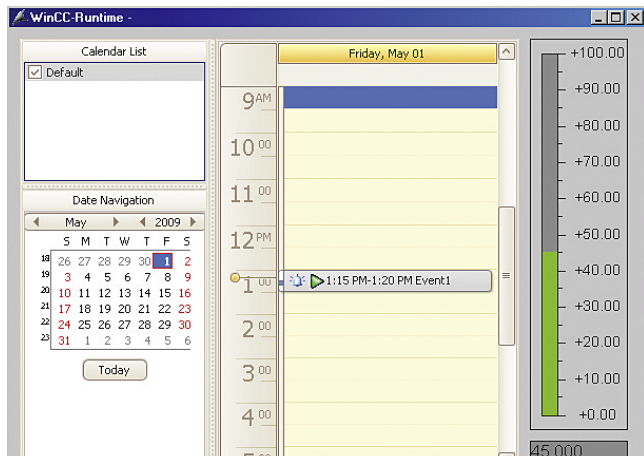 WinCC-Runtime -
Calendar List
Default
Date Navigation
May 2009
S M T W T F S
18 26 27 28 29 30 1 2
19 3 4 5 6 7 8 9
20 10 11 12 13 14 15 16
21 17 18 19 20 21 22 23
22 24 25 26 27 28 29 30
23 31 1 2 3 4 5 6
Today
Friday, May 01
9 AM
10 00
11 00
12 PM
1 00
1:15 PM-1:20 PM Event1
2 00
3 00
4 00
+100.00
+90.00
+80.00
+70.00
+60.00
+50.00
+40.00
+30.00
+20.00
+10.00
+0.00
45.000